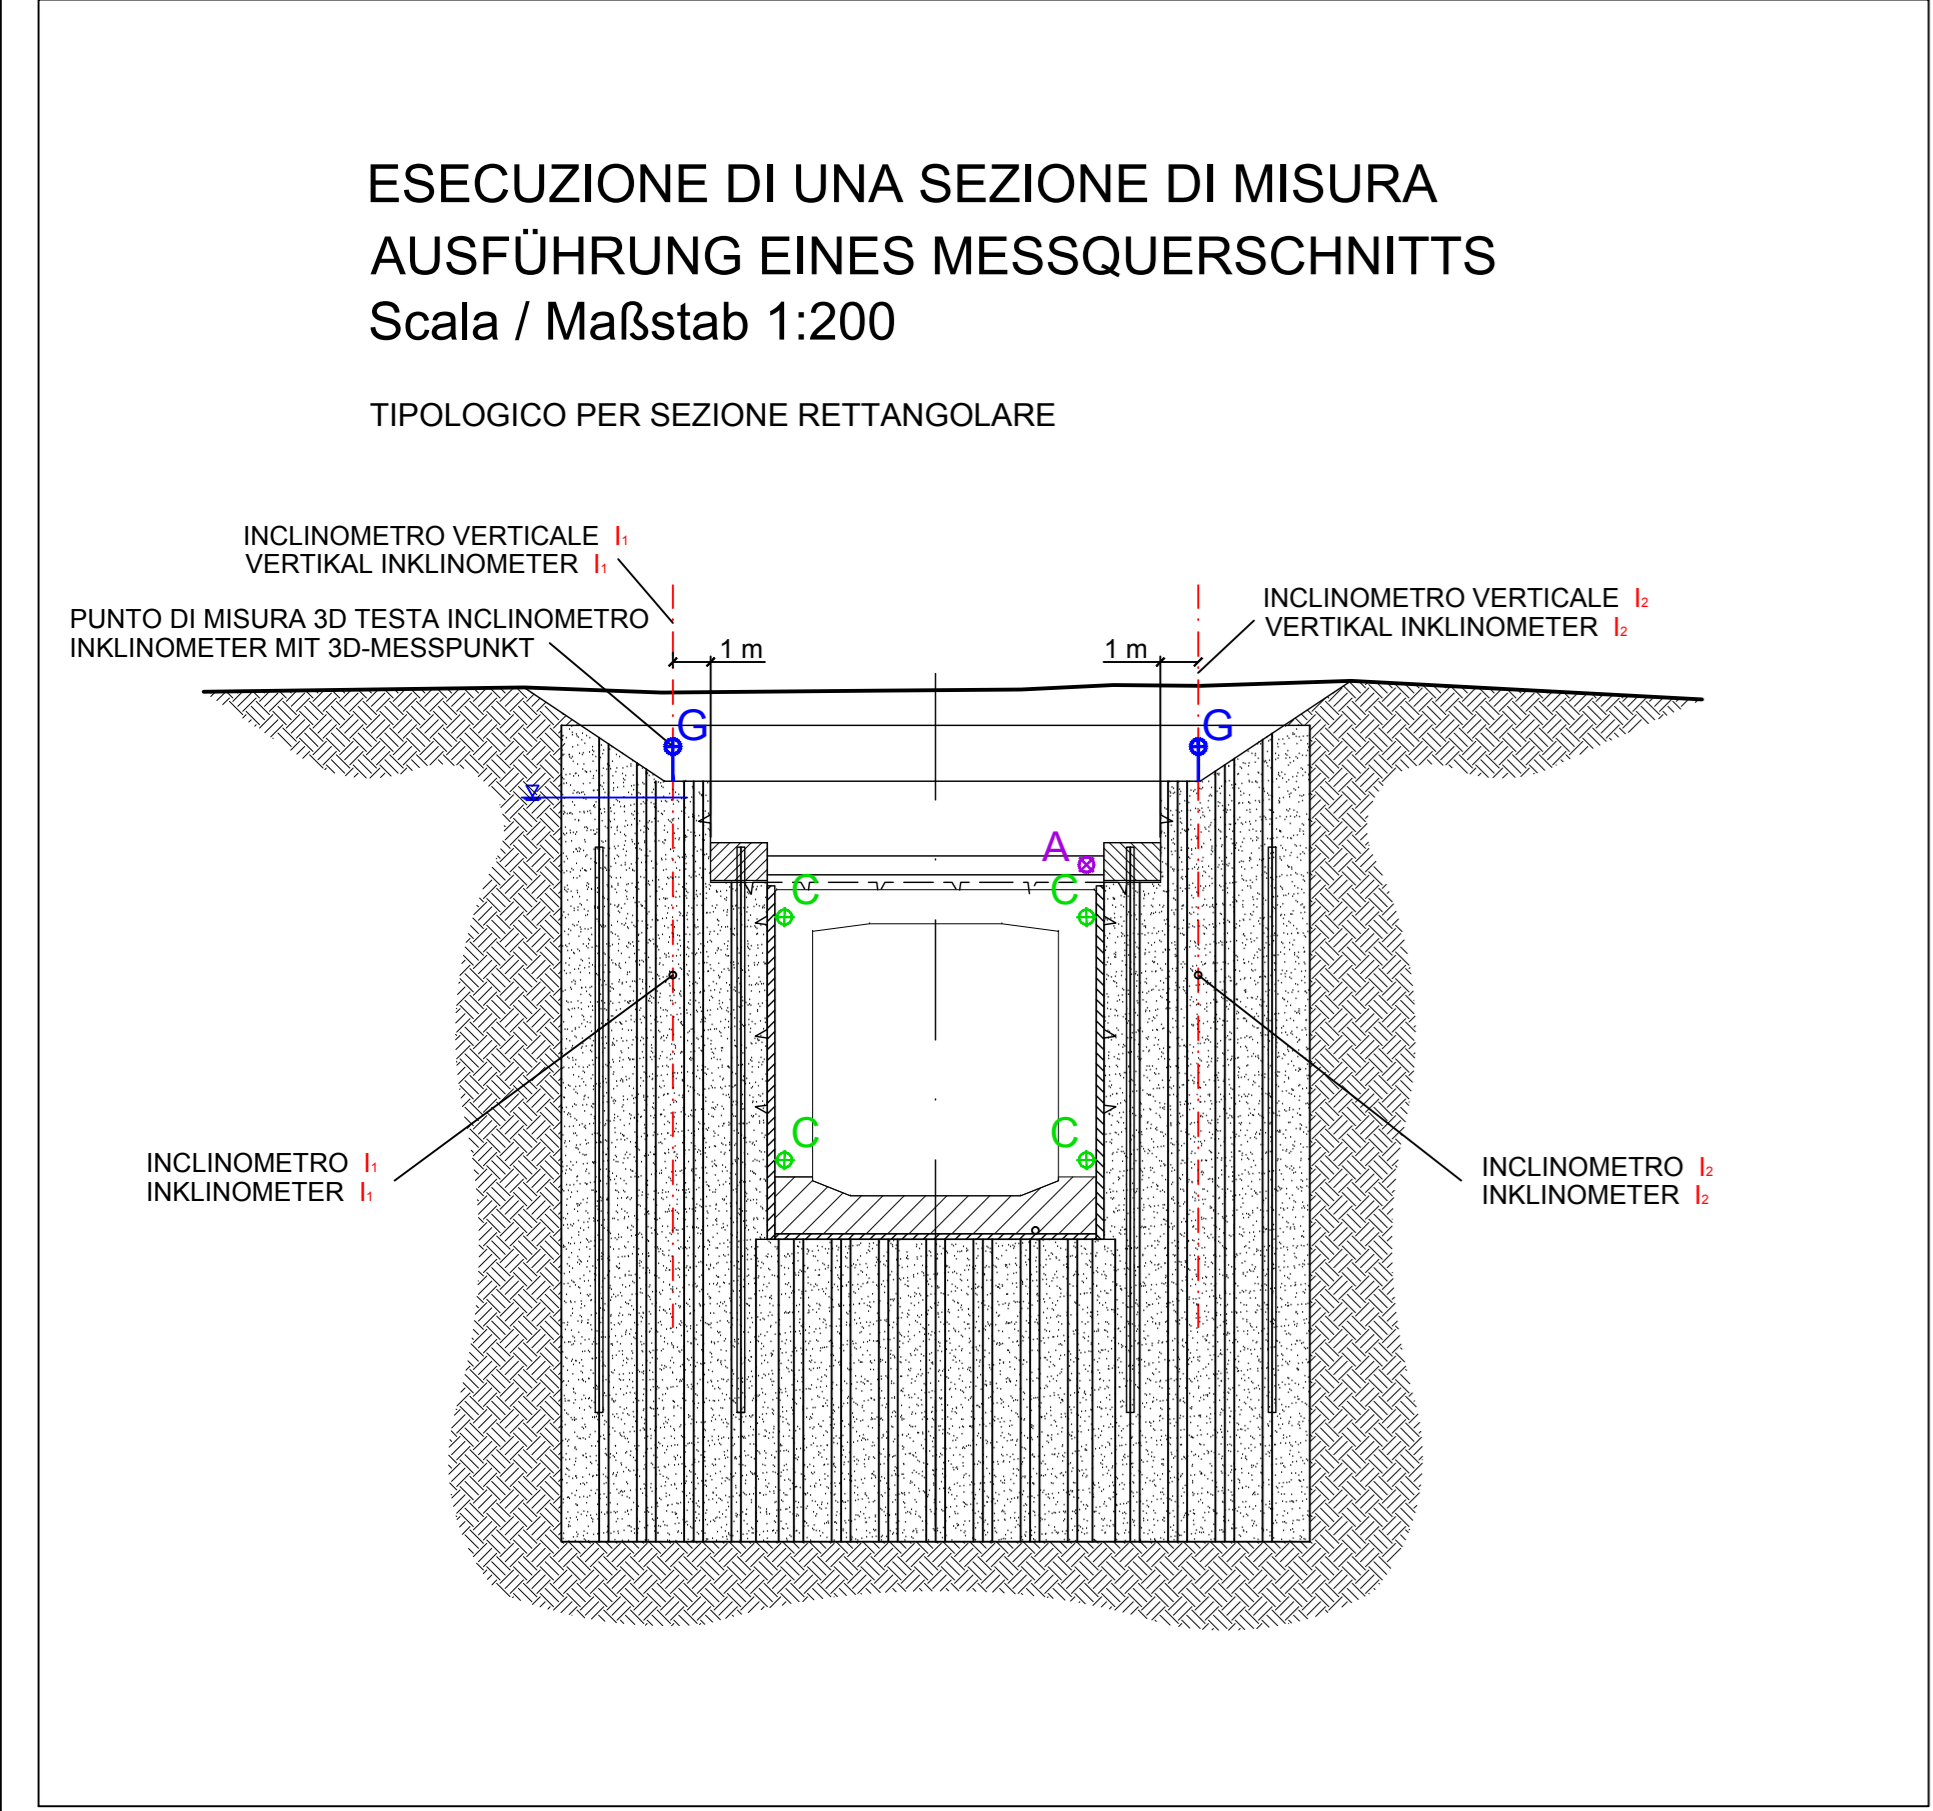 ESECUZIONE DI UNA SEZIONE DI MISURA
AUSFÜHRUNG EINES MESSQUERSCHNITTS
Scala / Maßstab 1:200
TIPOLOGICO PER SEZIONE RETTANGOLARE
INCLINOMETRO VERTICALE I₁
VERTIKAL INKLINOMETER I₁
PUNTO DI MISURA 3D TESTA INCLINOMETRO
INKLINOMETER MIT 3D-MESSPUNKT
INCLINOMETRO VERTICALE I₂
VERTIKAL INKLINOMETER I₂
1 m
1 m
G
G
A
C
C
C
C
INCLINOMETRO I₁
INKLINOMETER I₁
INCLINOMETRO I₂
INKLINOMETER I₂